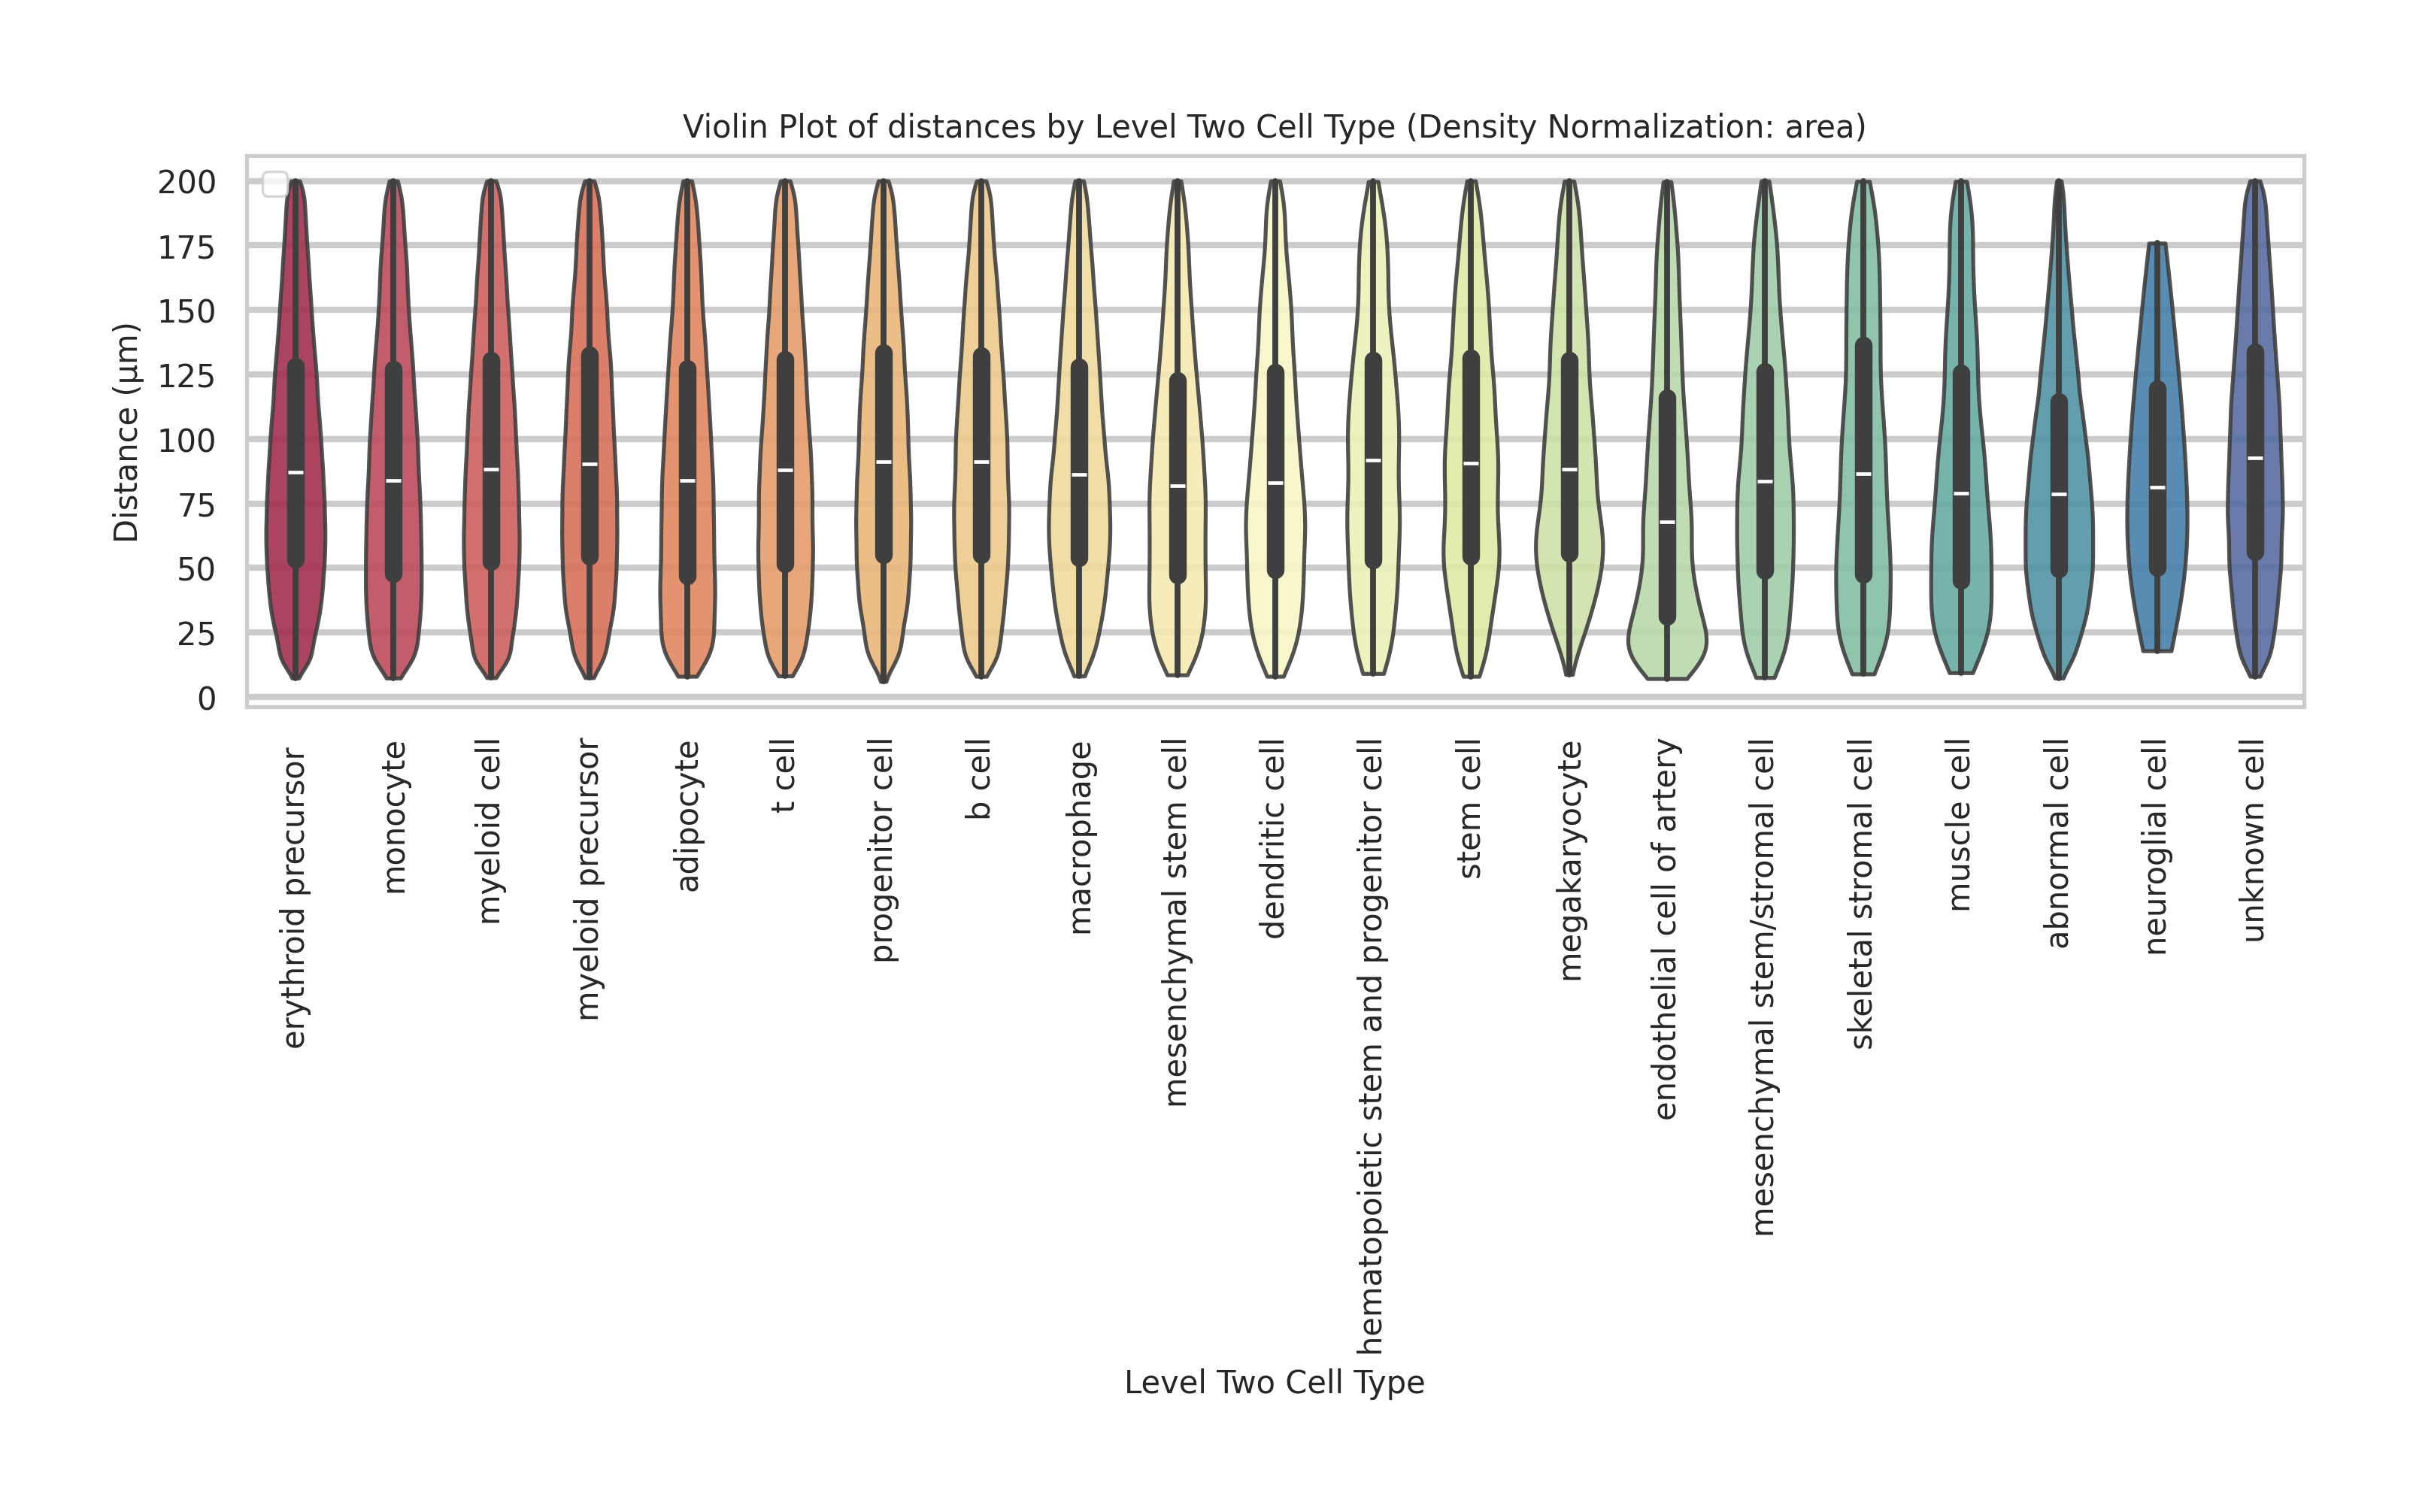 Violin Plot of distances by Level Two Cell Type (Density Normalization: area)
Distance (µm)
200
175
150
125
100
75
50
25
0
erythroid precursor
monocyte
myeloid cell
myeloid precursor
adipocyte
t cell
progenitor cell
b cell
macrophage
mesenchymal stem cell
dendritic cell
hematopoietic stem and progenitor cell
stem cell
megakaryocyte
endothelial cell of artery
mesenchymal stem/stromal cell
skeletal stromal cell
muscle cell
abnormal cell
neuroglial cell
unknown cell
Level Two Cell Type